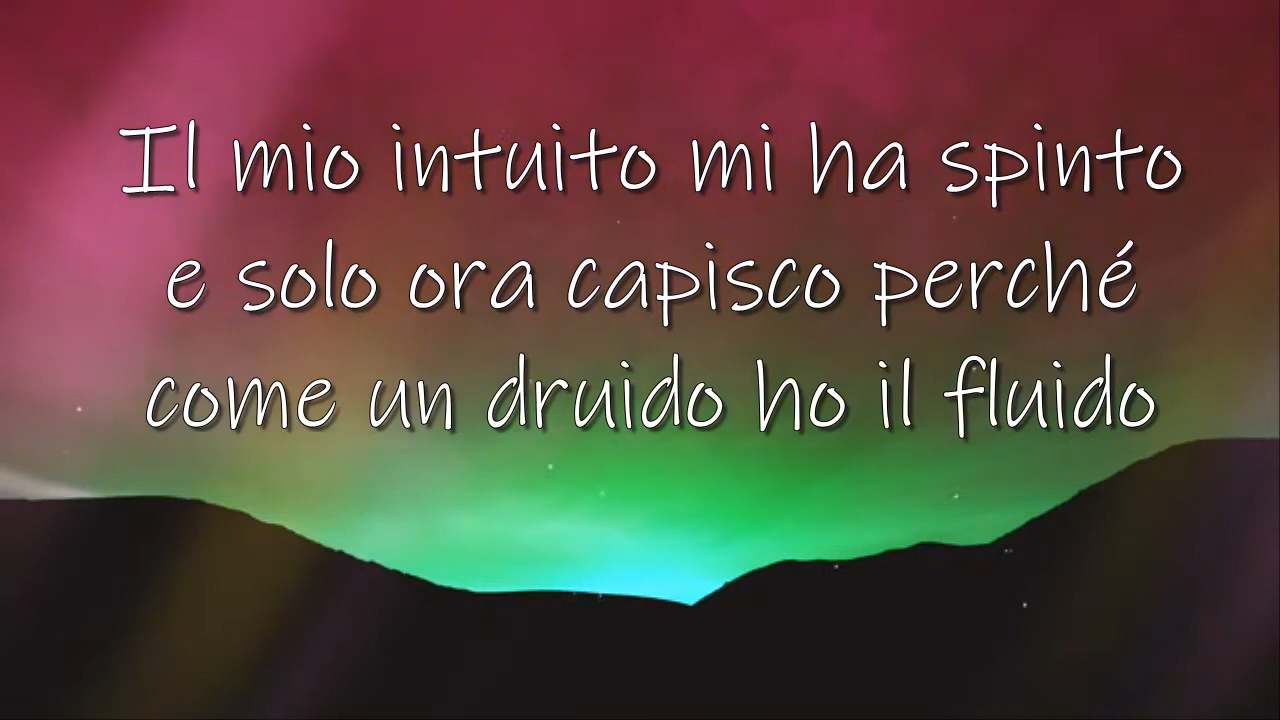 Il mio intuito mi ha spinto
e solo ora capisco perché
come un druido ho il fluido